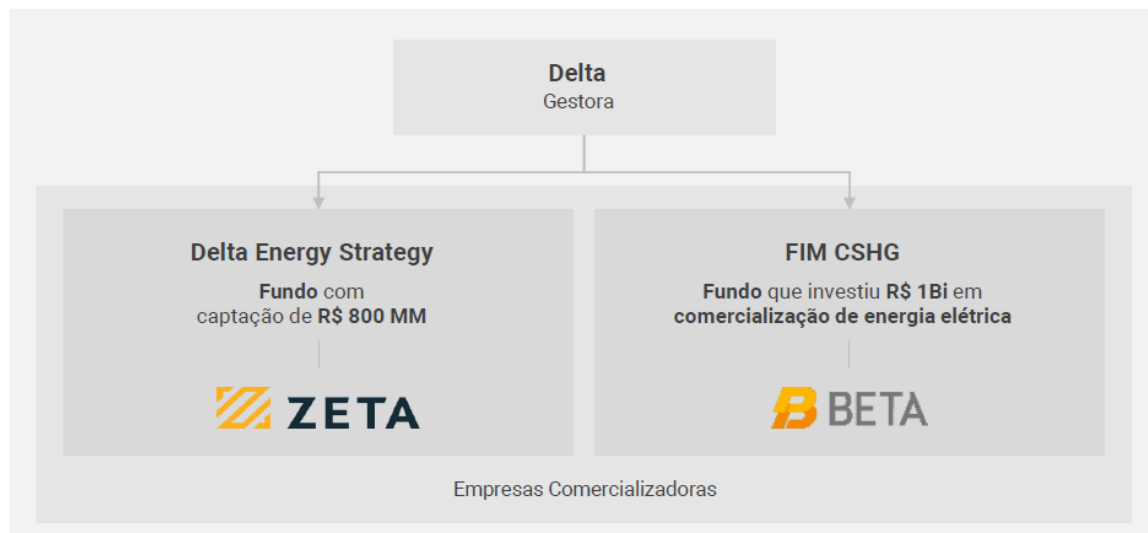 Delta
Gestora
Delta Energy Strategy
Fundo com
captação de R$ 800 MM
ZETA
FIM CSHG
Fundo que investiu R$ 1Bi em
comercialização de energia elétrica
BETA
Empresas Comercializadoras